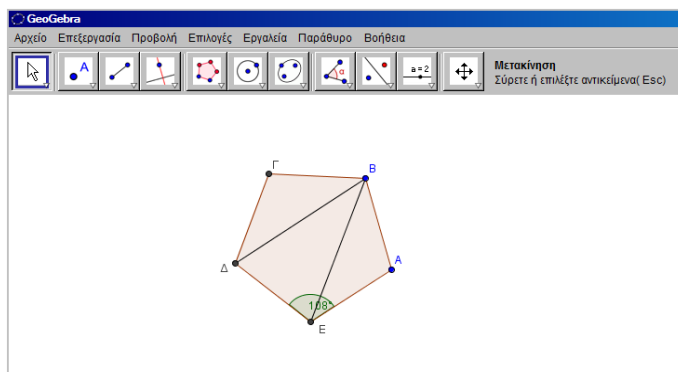 GeoGebra
Αρχείο Επεξεργασία Προβολή Επιλογές Εργαλεία Παράθυρο Βοήθεια
A
α
a = 2
Μετακίνηση
Σύρετε ή επιλέξτε αντικείμενα( Esc)
Γ
Β
Δ
Α
108°
Ε